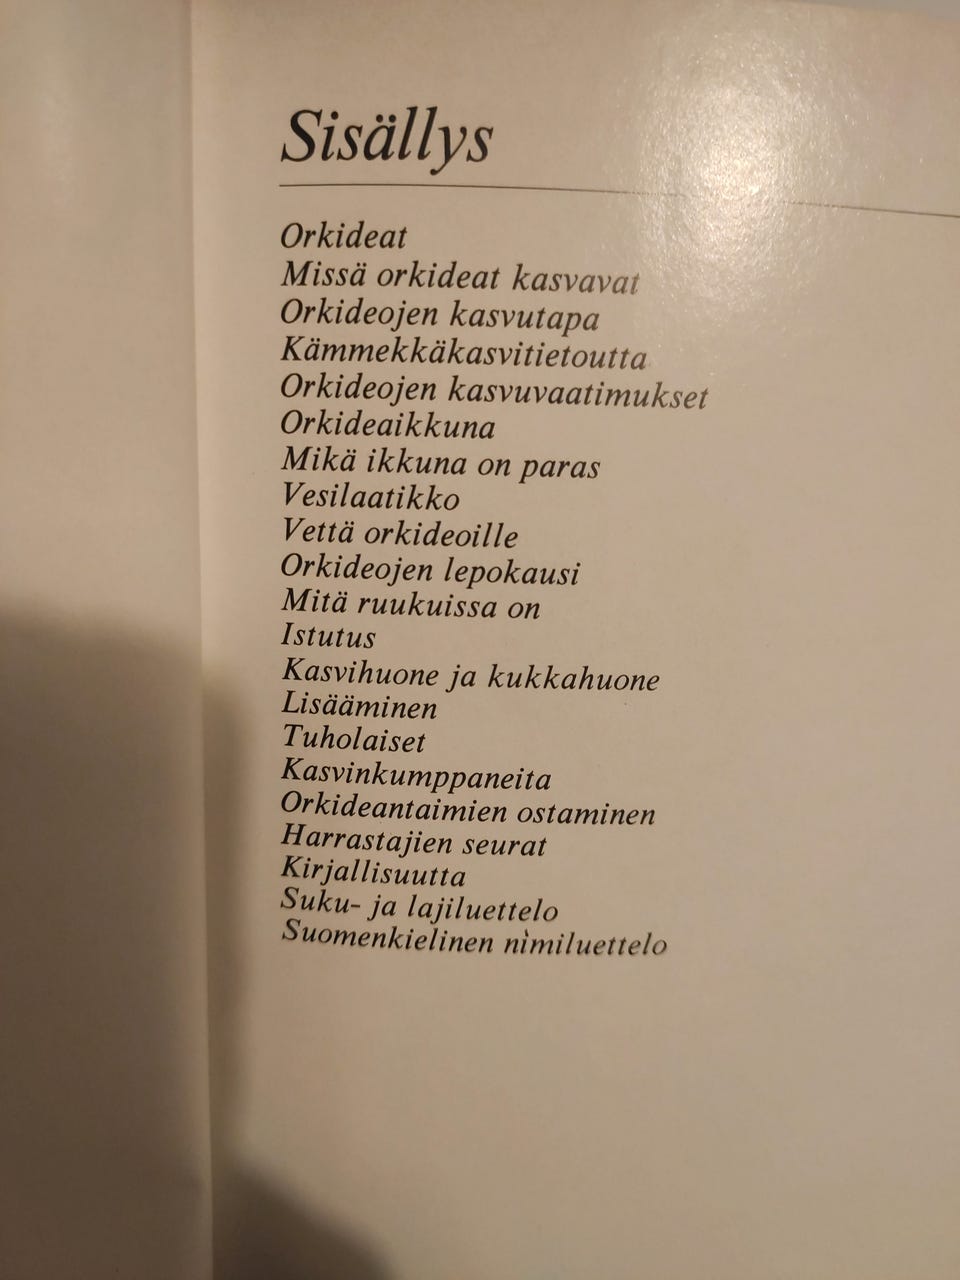 Sisällys
Orkideat
Missä orkideat kasvavat
Orkideojen kasvutapa
Kämmekkäkasvitietoutta
Orkideojen kasvuvaatimukset
Orkideaikkuna
Mikä ikkuna on paras
Vesilaatikko
Vettä orkideoille
Orkideojen lepokausi
Mitä ruukuissa on
Istutus
Kasvihuone ja kukkahuone
Lisääminen
Tuholaiset
Kasvinkumppaneita
Orkideantaimien ostaminen
Harrastajien seurat
Kirjallisuutta
Suku- ja lajiluettelo
Suomenkielinen nimiluettelo